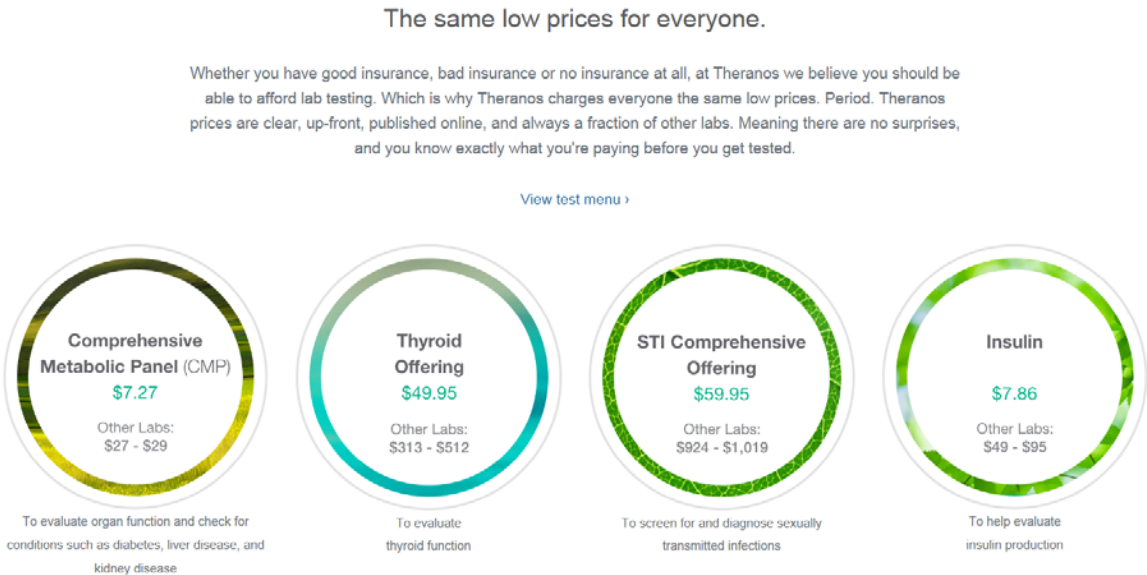 The same low prices for everyone.
Whether you have good insurance, bad insurance or no insurance at all, at Theranos we believe you should be
able to afford lab testing. Which is why Theranos charges everyone the same low prices. Period. Theranos
prices are clear, up-front, published online, and always a fraction of other labs. Meaning there are no surprises,
and you know exactly what you're paying before you get tested.
View test menu ›
Comprehensive
Metabolic Panel (CMP)
$7.27
Other Labs:
$27 - $29
To evaluate organ function and check for
conditions such as diabetes, liver disease, and
kidney disease
Thyroid
Offering
$49.95
Other Labs:
$313 - $512
To evaluate
thyroid function
STI Comprehensive
Offering
$59.95
Other Labs:
$924 - $1,019
To screen for and diagnose sexually
transmitted infections
Insulin
$7.86
Other Labs:
$49 - $95
To help evaluate
insulin production